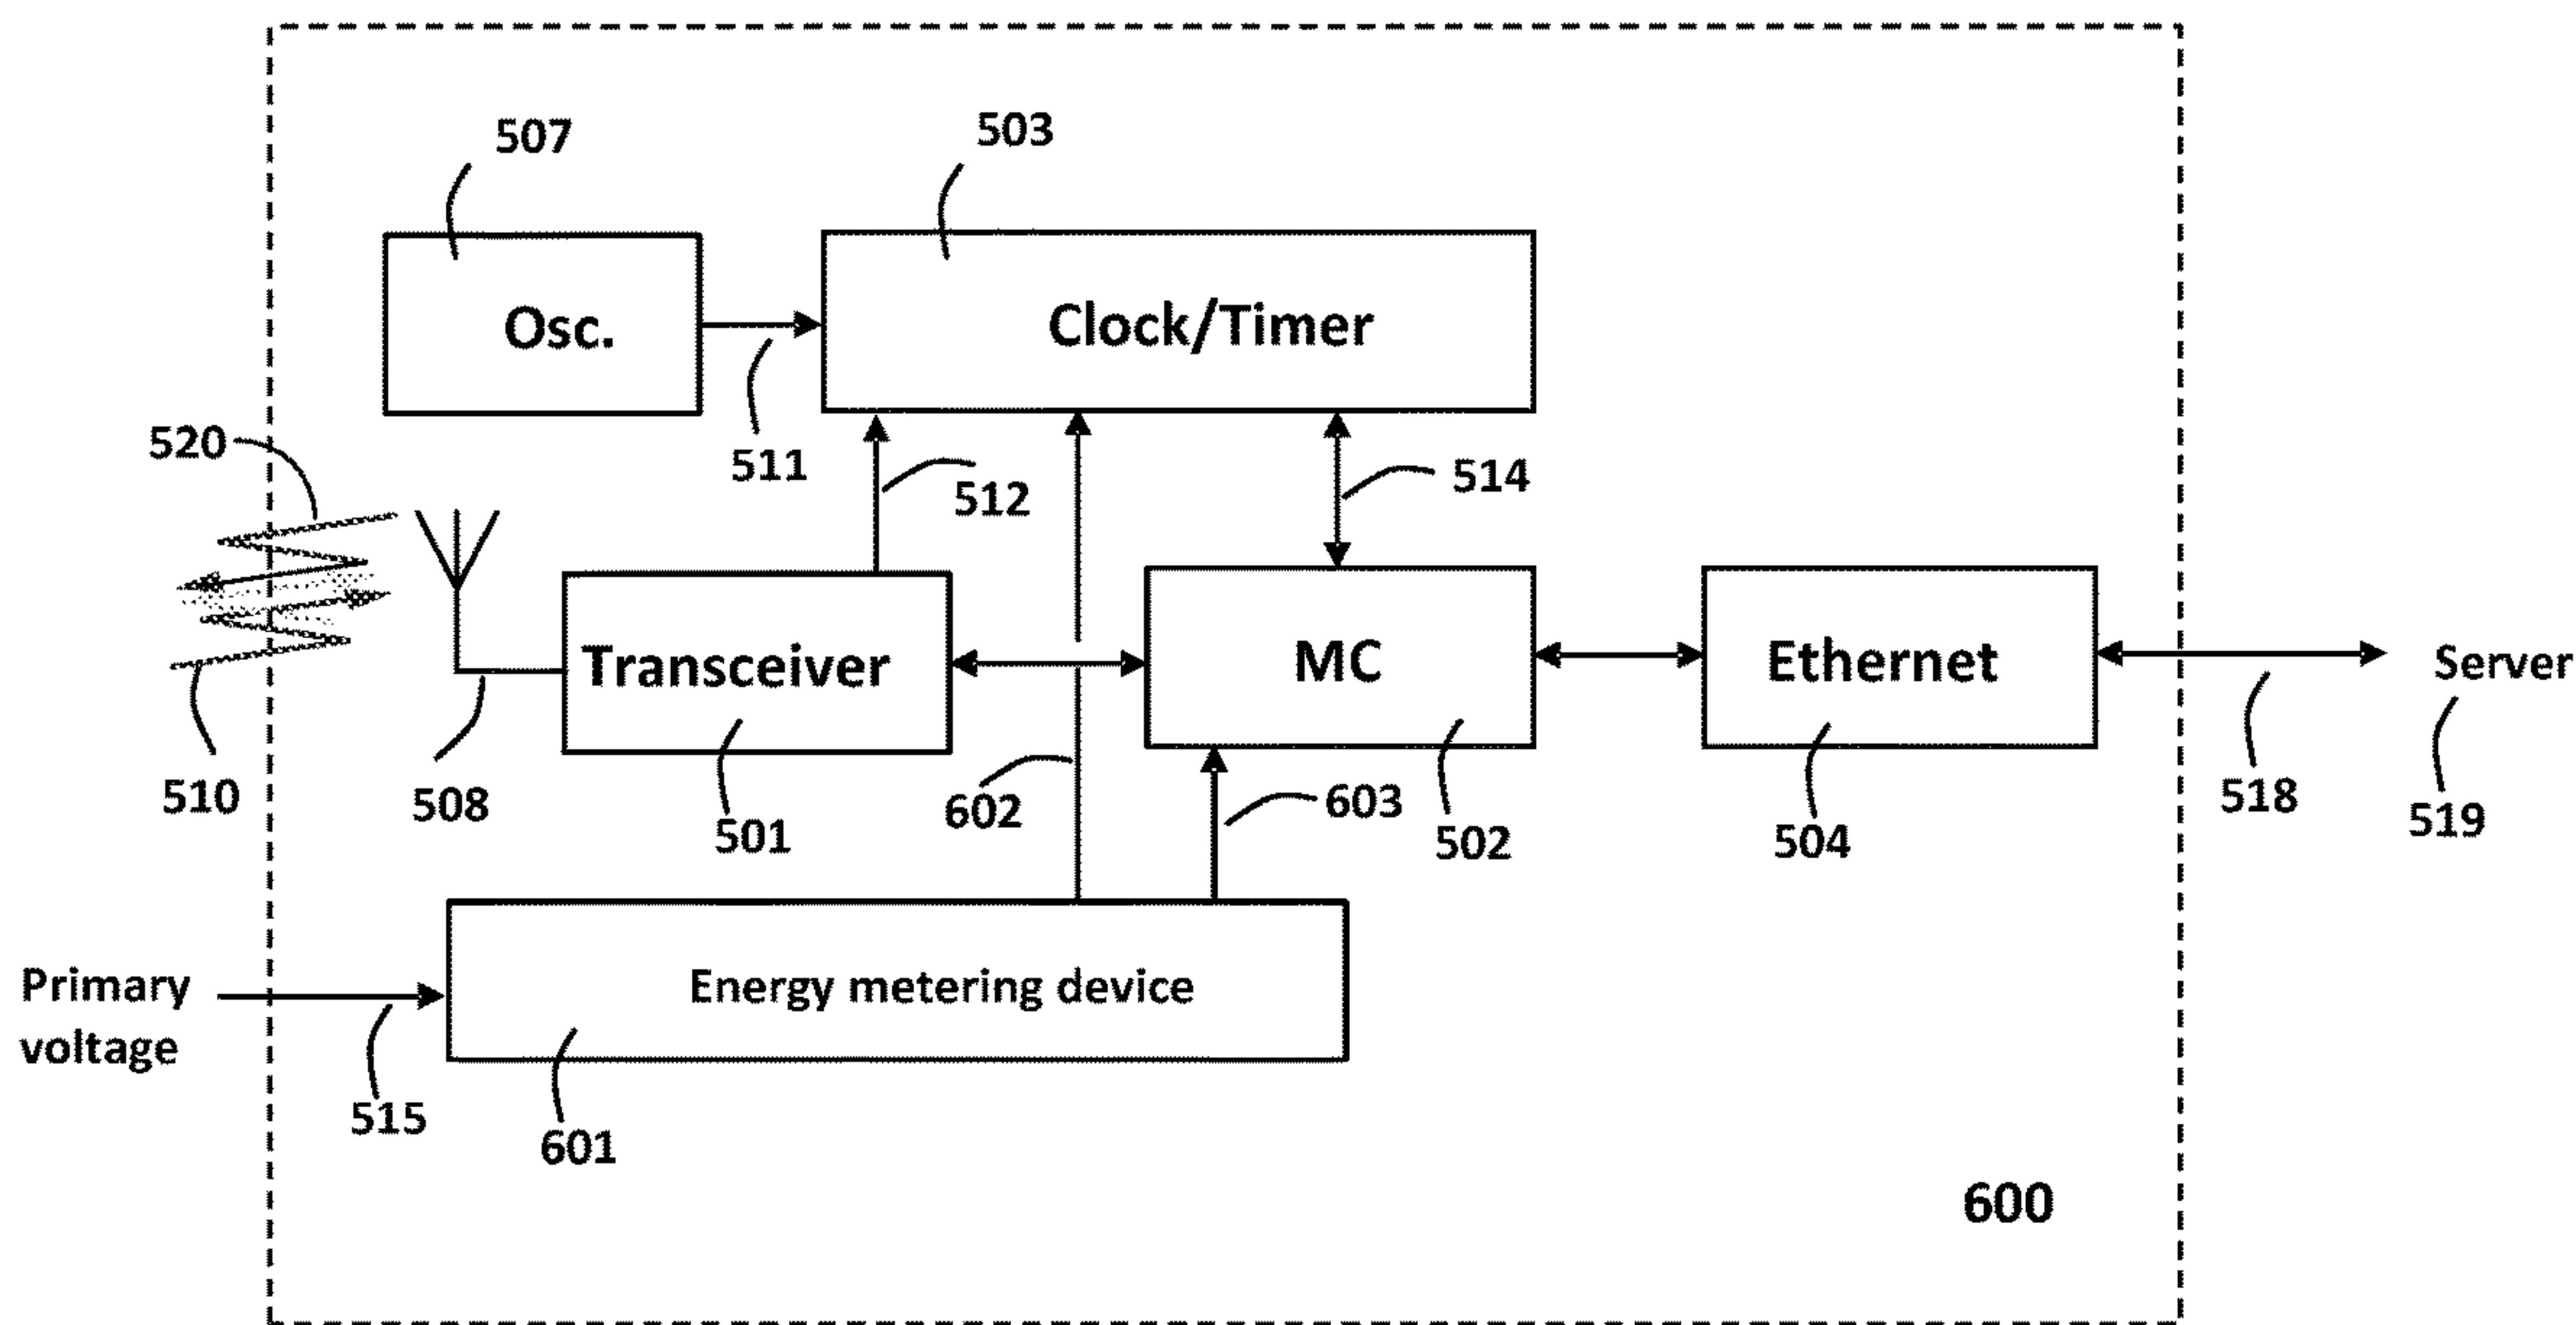 507
503
Osc.
Clock/Timer
520
511
512
514
Transceiver
MC
Ethernet
Server
510
508
501
602
603
502
504
518
519
Primary
voltage
Energy metering device
515
601
600